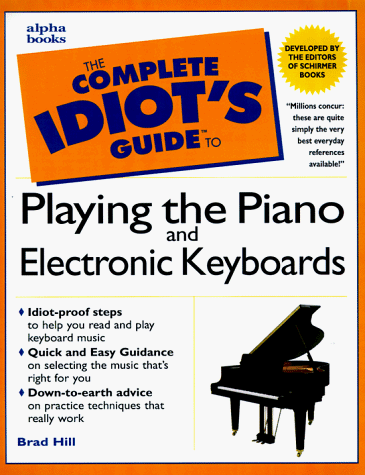 alpha
books
THE
COMPLETE
IDIOT'S
GUIDE™ TO
DEVELOPED BY
THE EDITORS
OF SCHIRMER
BOOKS
"Millions concur:
these are quite
simply the very
best everyday
references
available!"
Playing the Piano
and
Electronic Keyboards
♦ Idiot-proof steps
to help you read and play
keyboard music
♦ Quick and Easy Guidance
on selecting the music that's
right for you
♦ Down-to-earth advice
on practice techniques that
really work
Brad Hill